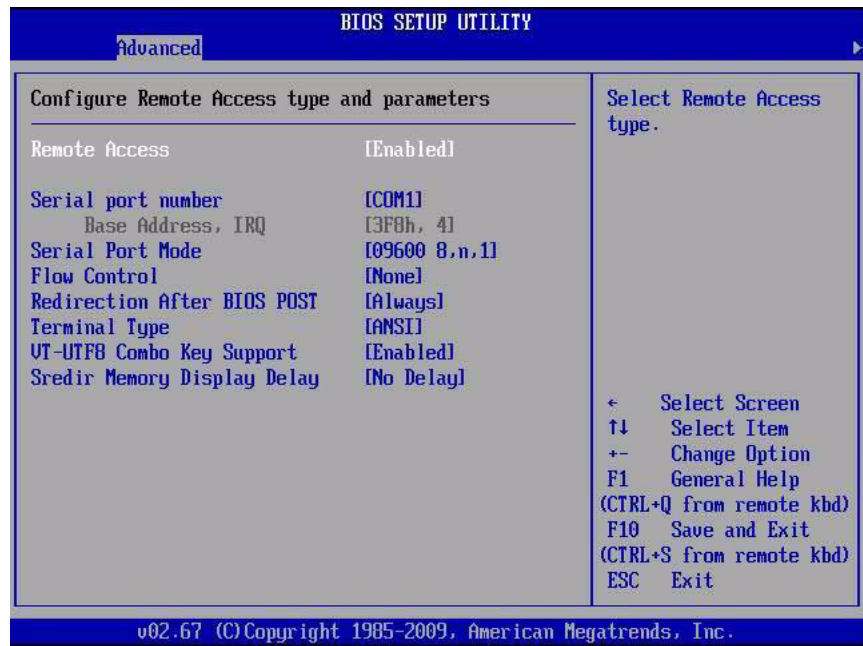 BIOS SETUP UTILITY
Advanced
Configure Remote Access type and parameters
Remote Access [Enabled]
Serial port number [COM1]
Base Address, IRQ [3F8h, 4]
Serial Port Mode [09600 8,n,1]
Flow Control [None]
Redirection After BIOS POST [Always]
Terminal Type [ANSI]
VT-UTF8 Combo Key Support [Enabled]
Sredir Memory Display Delay [No Delay]
Select Remote Access
type.
← Select Screen
↑↓ Select Item
+- Change Option
F1 General Help
(CTRL+Q from remote kbd)
F10 Save and Exit
(CTRL+S from remote kbd)
ESC Exit
v02.67 (C)Copyright 1985-2009, American Megatrends, Inc.